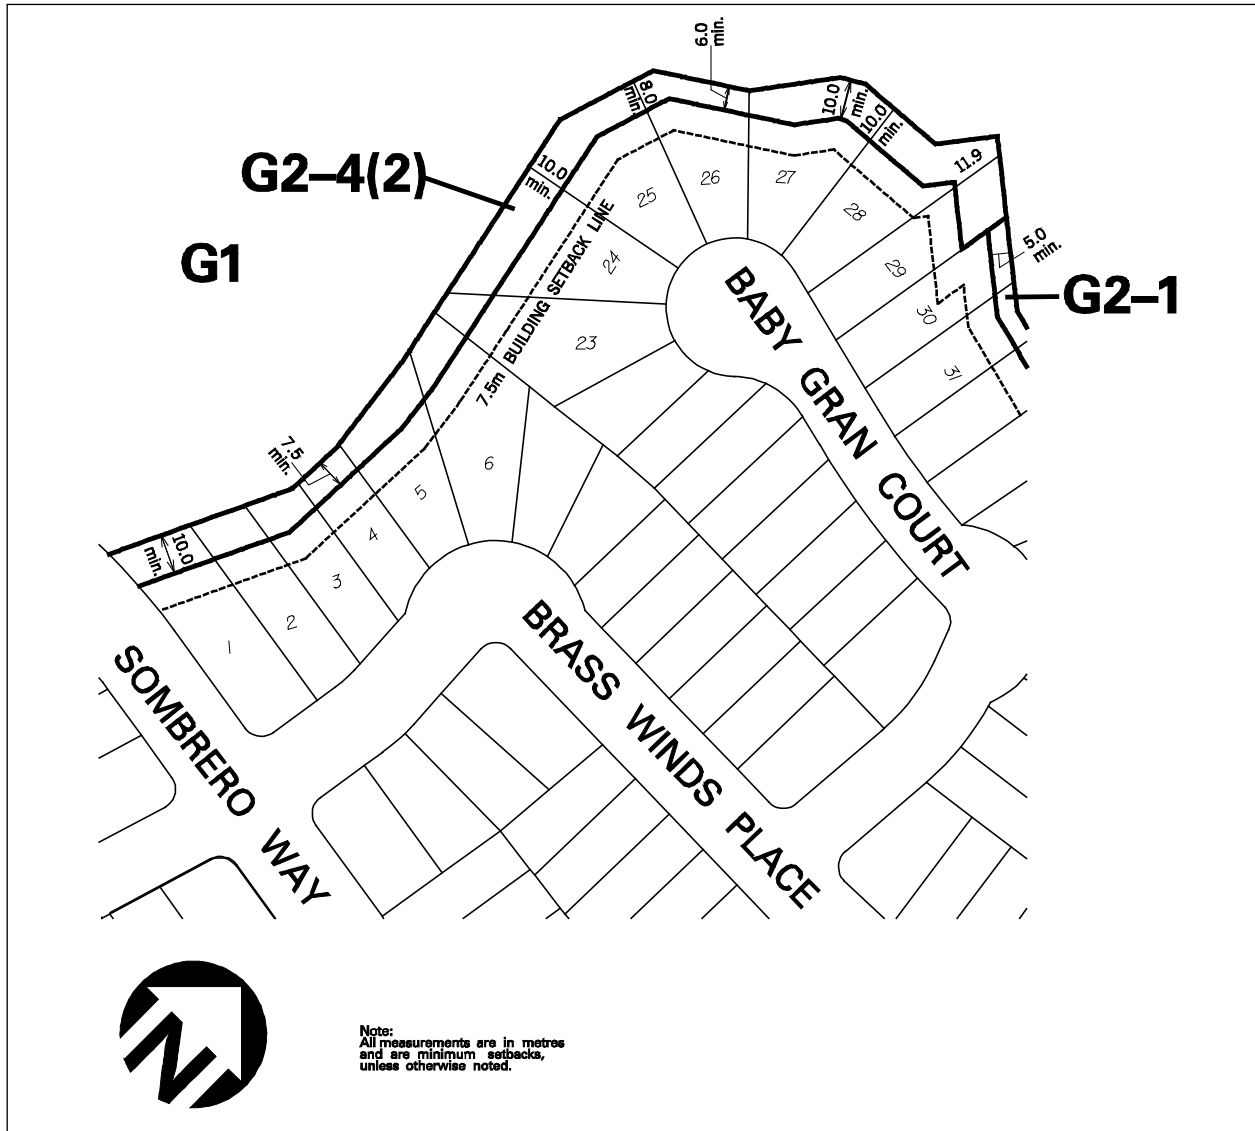 6.0
min.
8.0
min.
10.0
min.
10.0
min.
10.0
min.
11.9
G2–4(2)
G1
5.0
min.
G2–1
25
26
27
28
24
29
30
23
31
7.5m BUILDING SETBACK LINE
BABY GRAN COURT
7.5
min.
6
5
4
3
2
1
10.0
min.
BRASS WINDS PLACE
SOMBRERO WAY
N
Note:
All measurements are in metres
and are minimum setbacks,
unless otherwise noted.